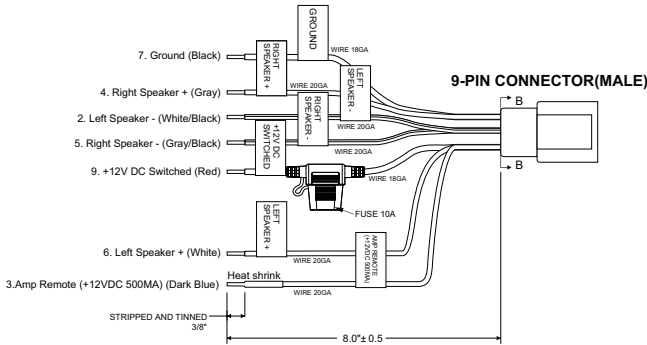 GROUND
WIRE 18GA
7. Ground (Black)
RIGHT
SPEAKER +
LEFT
SPEAKER -
9-PIN CONNECTOR(MALE)
B
4. Right Speaker + (Gray)
WIRE 20GA
RIGHT
SPEAKER -
2. Left Speaker - (White/Black)
WIRE 20GA
+12V DC
SWITCHED
5. Right Speaker - (Gray/Black)
WIRE 20GA
B
9. +12V DC Switched (Red)
WIRE 18GA
FUSE 10A
LEFT
SPEAKER +
AMP REMOTE
(+12VDC 500MA)
6. Left Speaker + (White)
WIRE 20GA
Heat shrink
3.Amp Remote (+12VDC 500MA) (Dark Blue)
WIRE 20GA
STRIPPED AND TINNED
3/8"
8.0"± 0.5